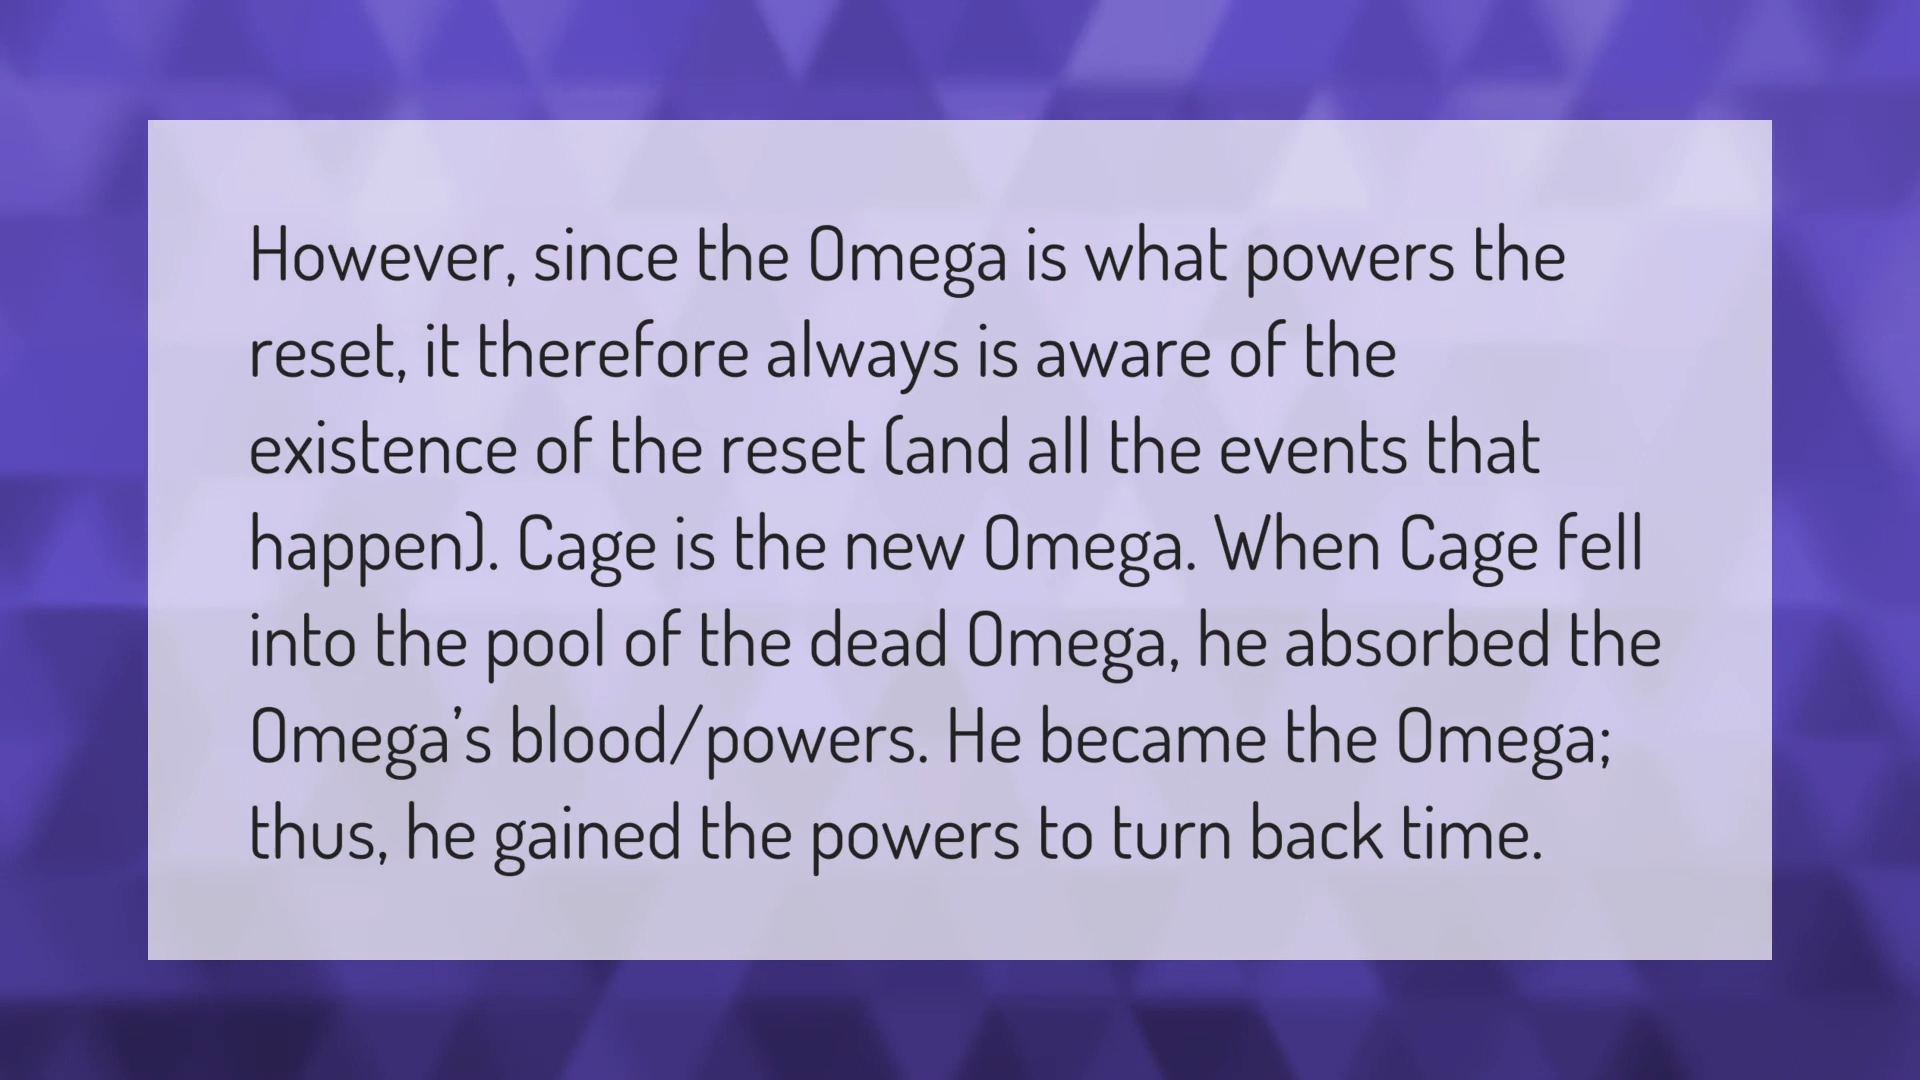 However, since the Omega is what powers the
reset, it therefore always is aware of the
existence of the reset (and all the events that
happen). Cage is the new Omega. When Cage fell
into the pool of the dead Omega, he absorbed the
Omega’s blood/powers. He became the Omega;
thus, he gained the powers to turn back time.